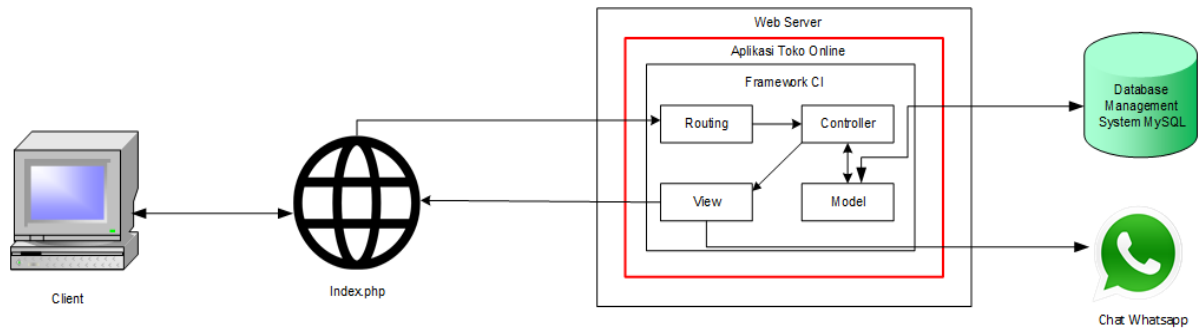 Web Server
Aplikasi Toko Online
Framework CI
Routing
Controller
View
Model
Database
Management
System MySQL
Client
Index.php
Chat Whatsapp